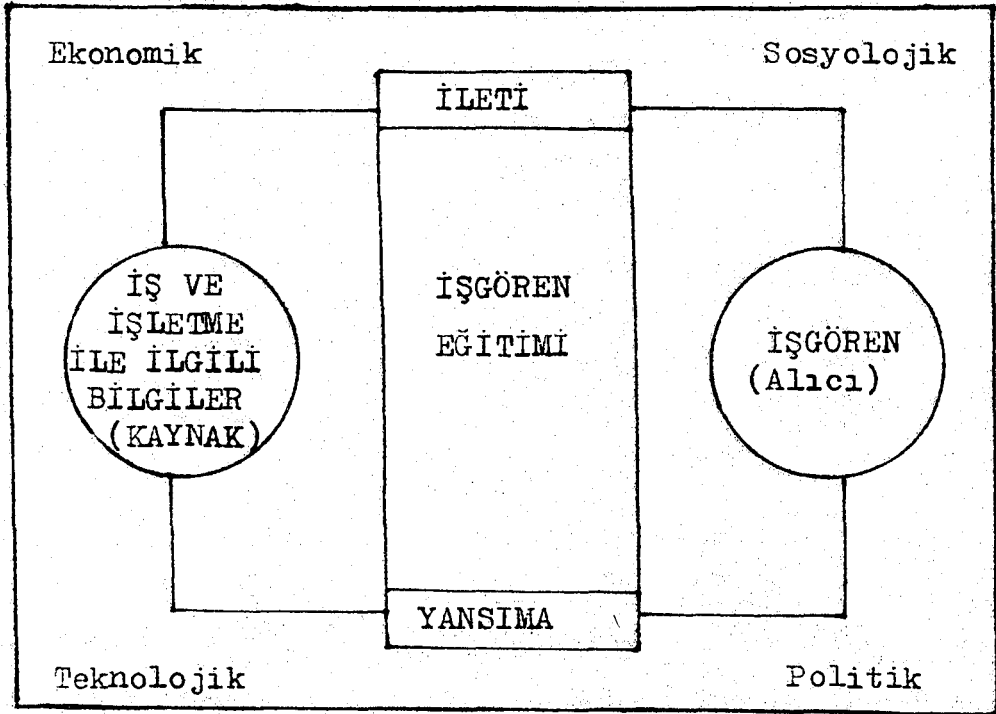 Ekonomik
Sosyolojik
İLETİ
İŞ VE
İŞLETME
İLE İLGİLİ
BİLGİLER
(KAYNAK)
İŞGÖREN
EĞİTİMİ
İŞGÖREN
(Alıcı)
YANSIMA
Teknolojik
Politik